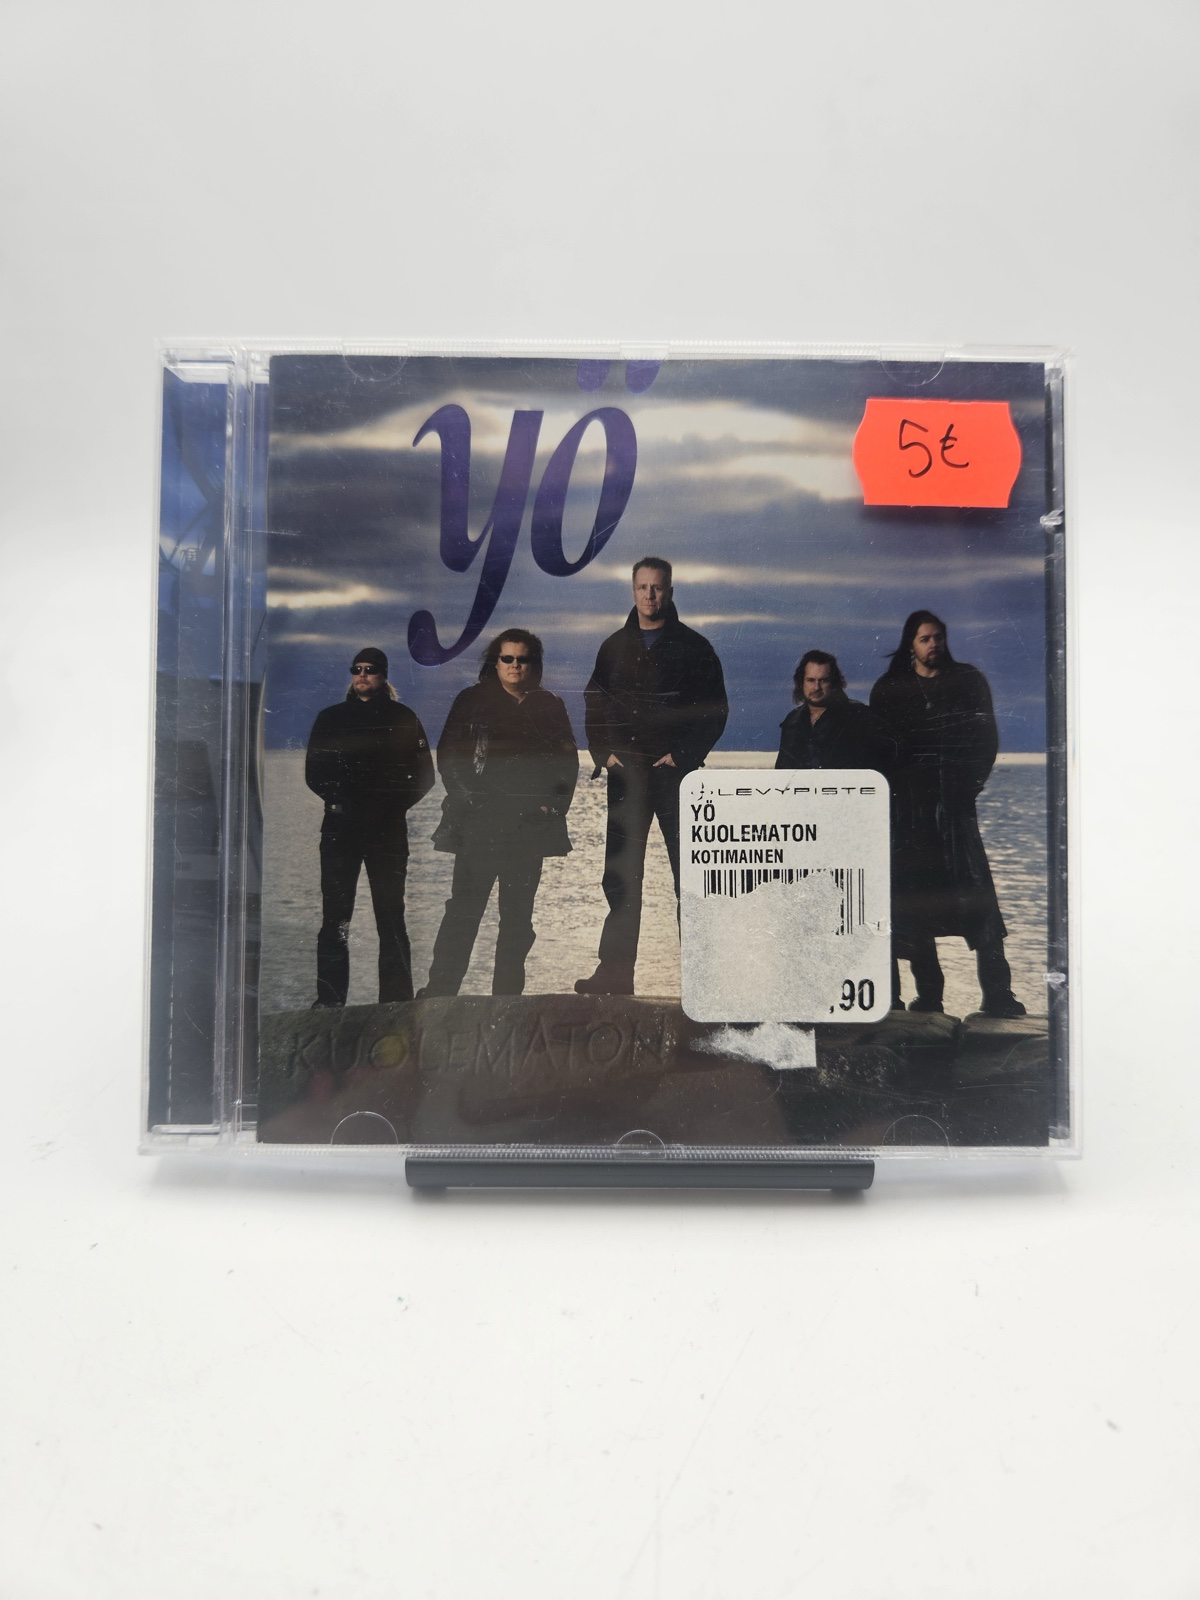 yö
5€
LEVYPISTE
YÖ
KUOLEMATON
KOTIMAINEN
,90
KUOLEMATON